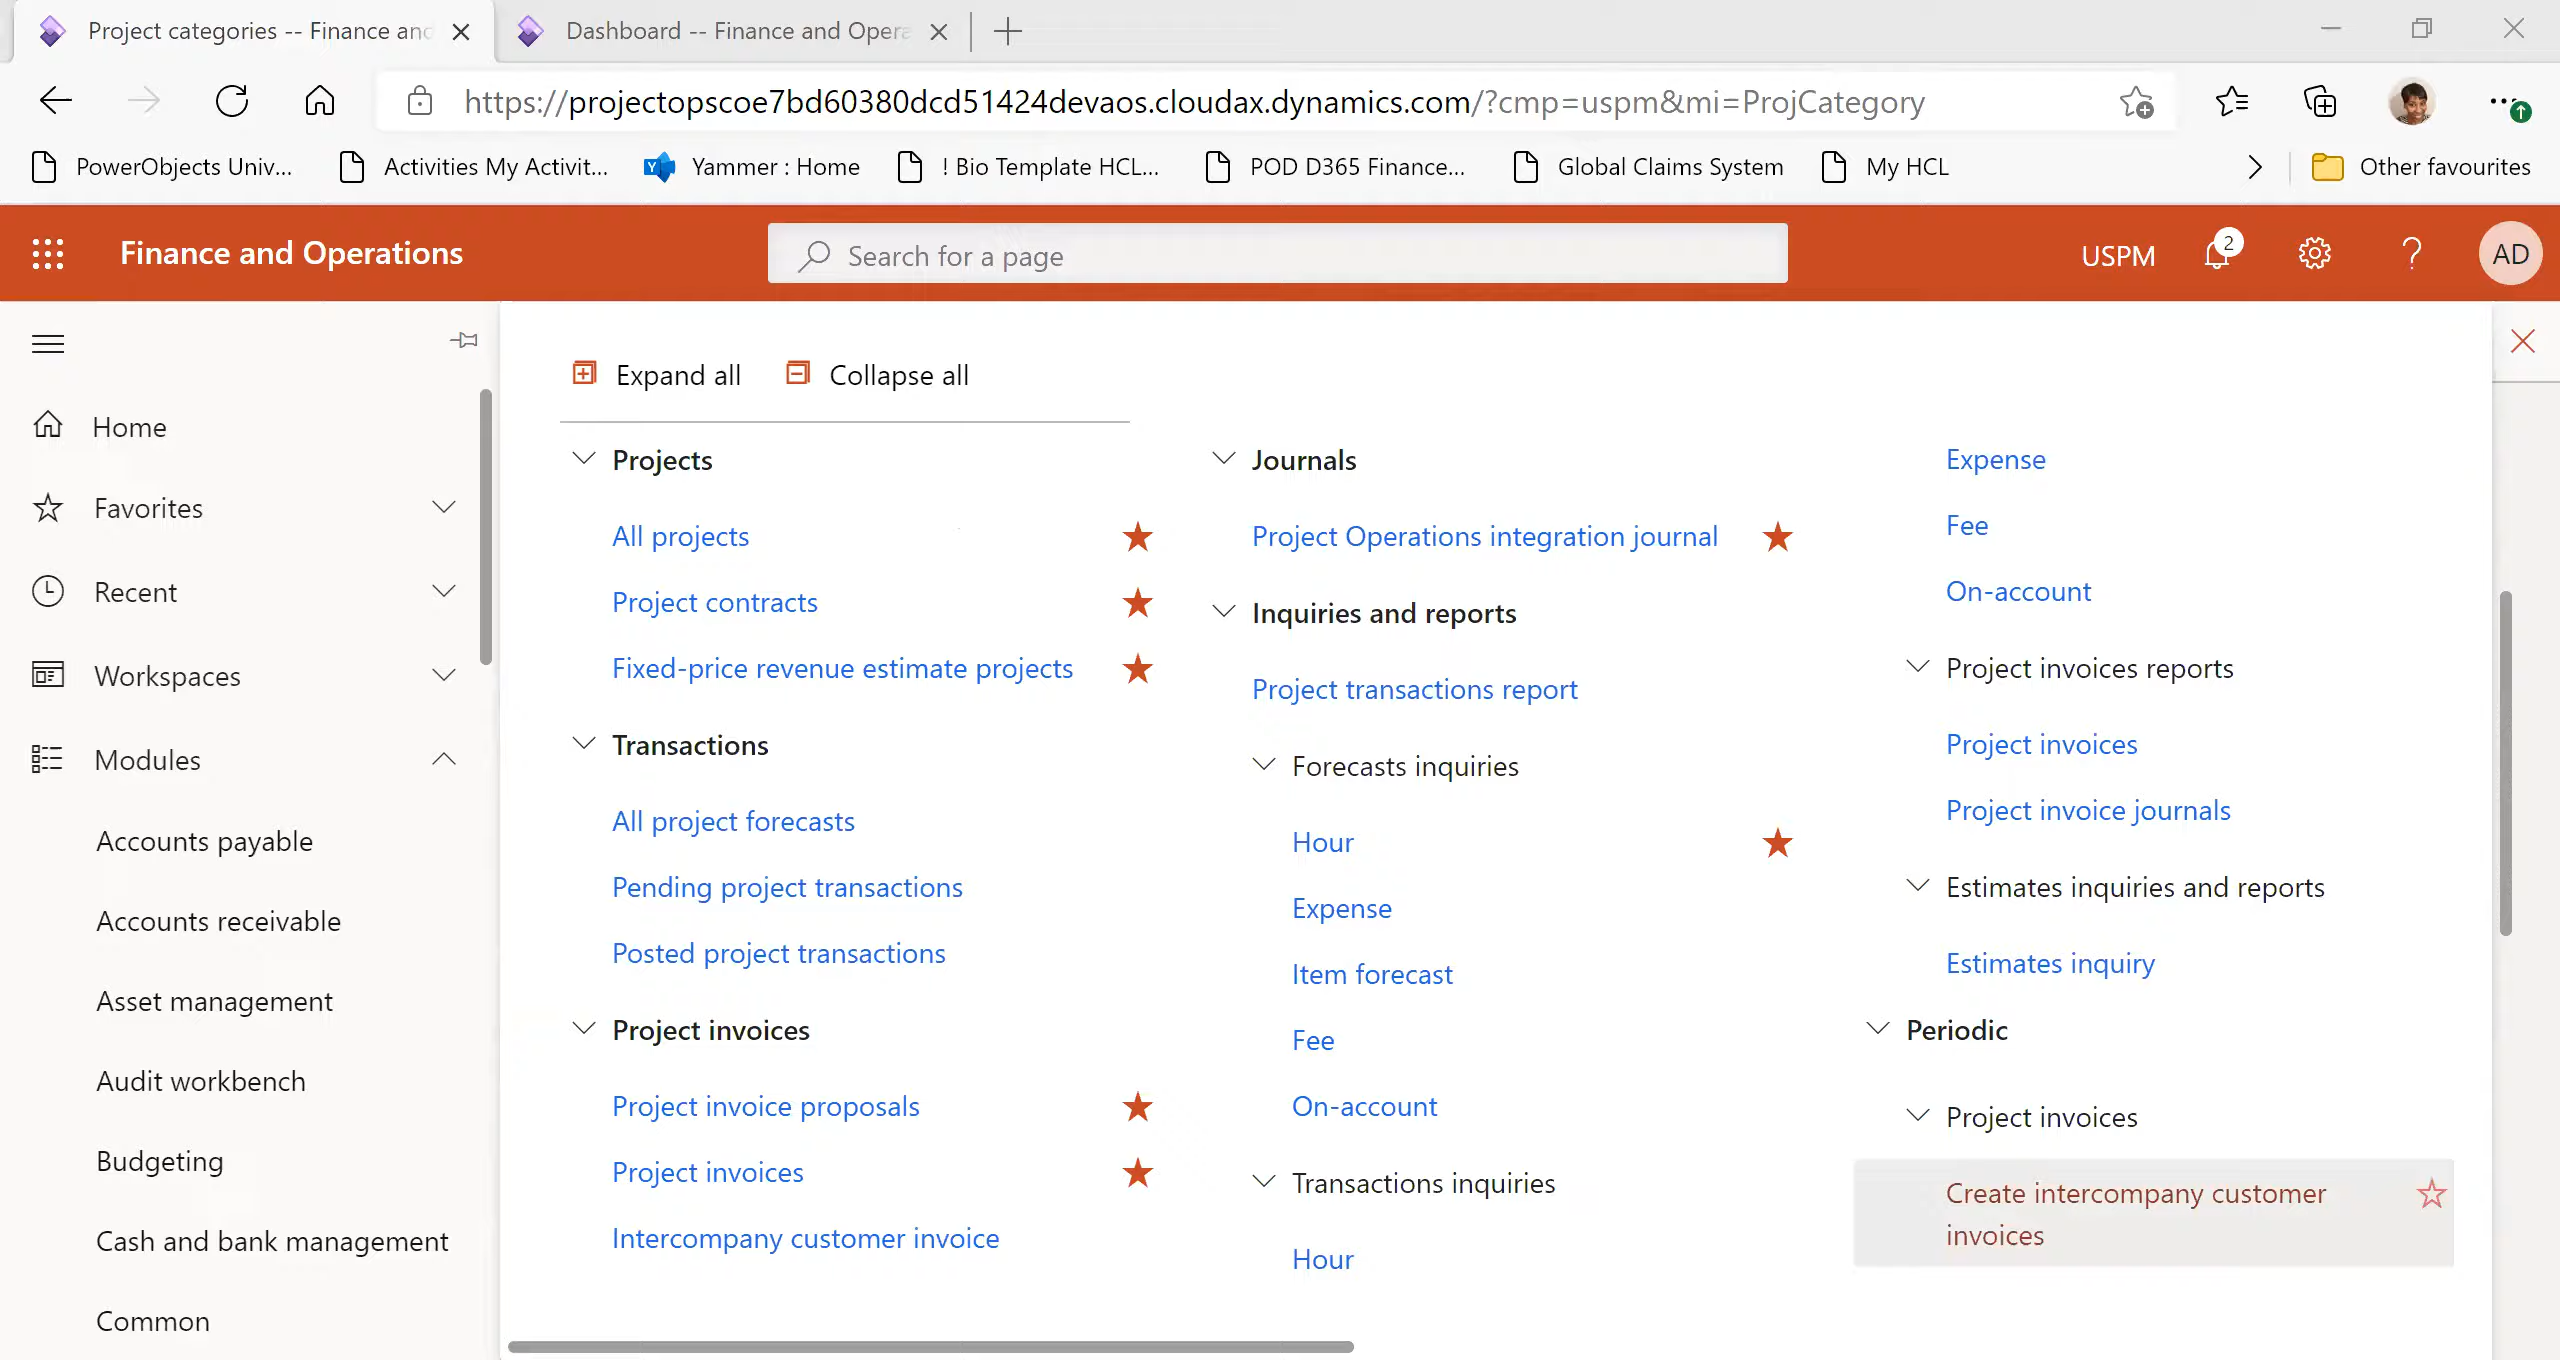 Project categories -- Finance and
Dashboard -- Finance and Opera
https://projectopscoe7bd60380dcd51424devaos.cloudax.dynamics.com/?cmp=uspm&mi=ProjCategory
PowerObjects Univ...
Activities My Activit...
Yammer : Home
! Bio Template HCL...
POD D365 Finance...
Global Claims System
My HCL
Other favourites
Finance and Operations
Search for a page
USPM
2
?
AD
Home
Favorites
Recent
Workspaces
Modules
Accounts payable
Accounts receivable
Asset management
Audit workbench
Budgeting
Cash and bank management
Common
Expand all
Collapse all
Projects
All projects
Project contracts
Fixed-price revenue estimate projects
Transactions
All project forecasts
Pending project transactions
Posted project transactions
Project invoices
Project invoice proposals
Project invoices
Intercompany customer invoice
Journals
Project Operations integration journal
Inquiries and reports
Project transactions report
Forecasts inquiries
Hour
Expense
Item forecast
Fee
On-account
Transactions inquiries
Hour
Expense
Fee
On-account
Project invoices reports
Project invoices
Project invoice journals
Estimates inquiries and reports
Estimates inquiry
Periodic
Project invoices
Create intercompany customer
invoices